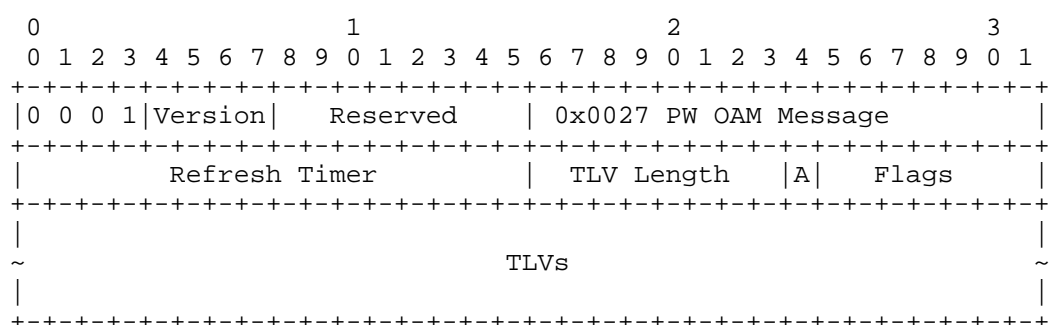 0                   1                   2                   3
 0 1 2 3 4 5 6 7 8 9 0 1 2 3 4 5 6 7 8 9 0 1 2 3 4 5 6 7 8 9 0 1
+-+-+-+-+-+-+-+-+-+-+-+-+-+-+-+-+-+-+-+-+-+-+-+-+-+-+-+-+-+-+-+-+
|0 0 0 1|Version|   Reserved    | 0x0027 PW OAM Message         |
+-+-+-+-+-+-+-+-+-+-+-+-+-+-+-+-+-+-+-+-+-+-+-+-+-+-+-+-+-+-+-+-+
|         Refresh Timer         |  TLV Length   |A|   Flags     |
+-+-+-+-+-+-+-+-+-+-+-+-+-+-+-+-+-+-+-+-+-+-+-+-+-+-+-+-+-+-+-+-+
|                                                               |
~                              TLVs                             ~
|                                                               |
+-+-+-+-+-+-+-+-+-+-+-+-+-+-+-+-+-+-+-+-+-+-+-+-+-+-+-+-+-+-+-+-+